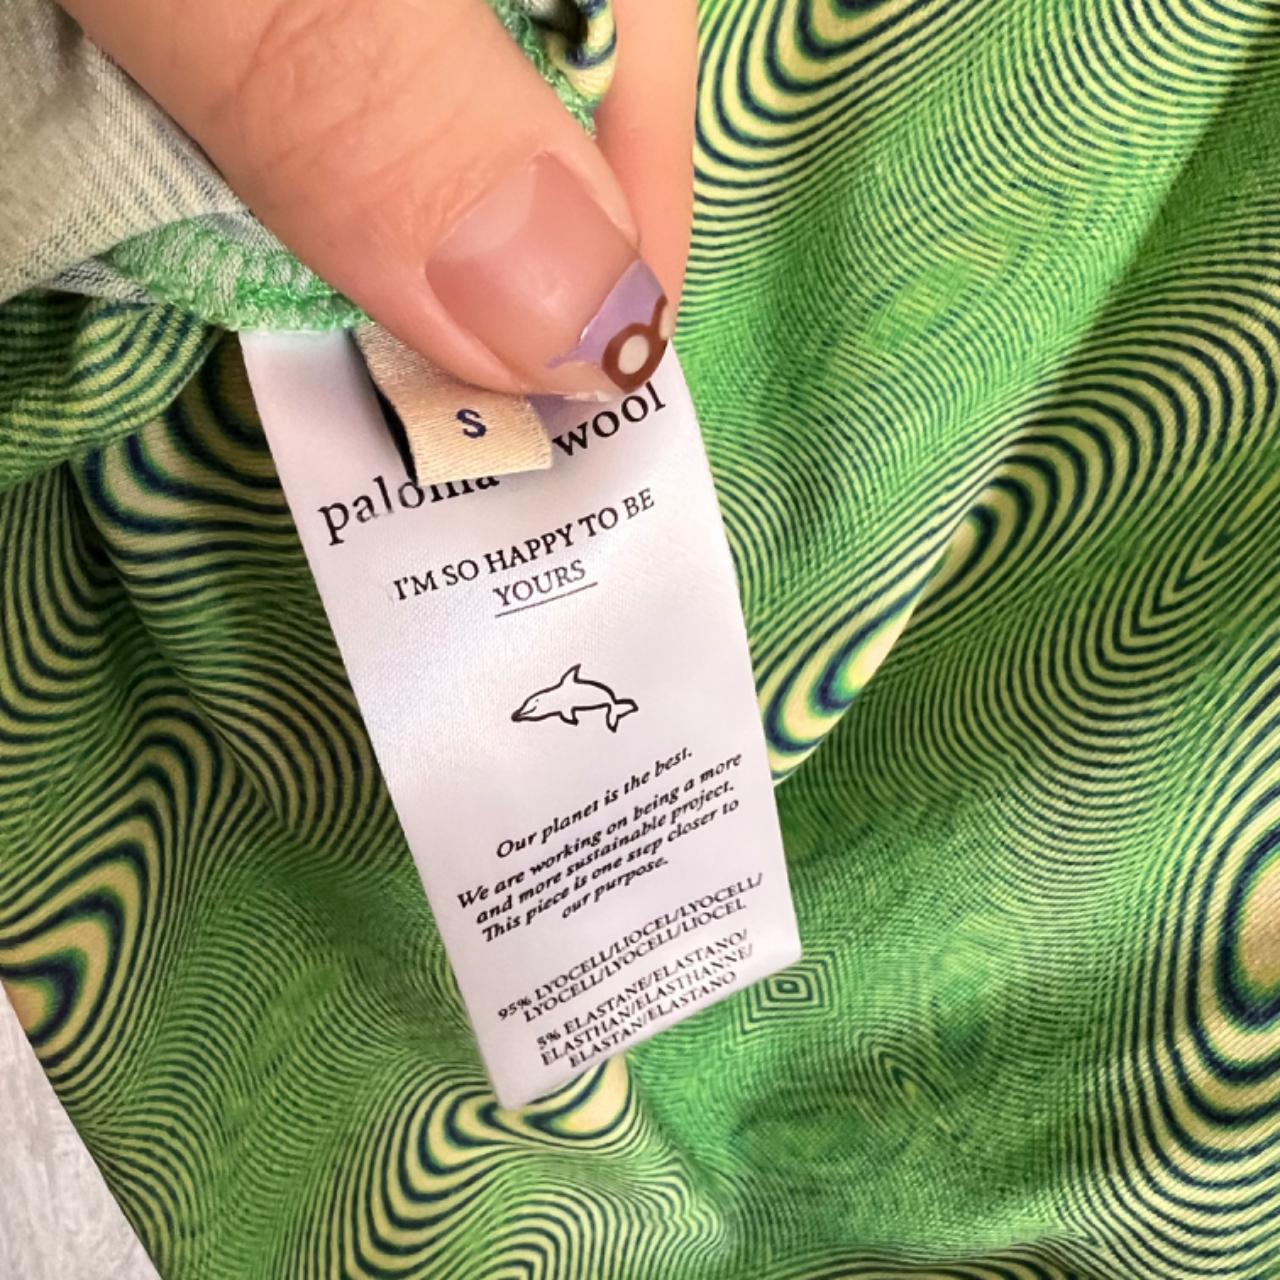 S
paloma wool
I'M SO HAPPY TO BE
YOURS
Our planet is the best.
We are working on being a more
and more sustainable project.
This piece is one step closer to
our purpose.
95% LYOCELL/LIOCEL/LYOCELL/
LYOCELL/LYOCELL/LIOCEL
5% ELASTANE/ELASTANO/
ELASTHAN/ELASTHANNE/
ELASTAN/ELASTANO